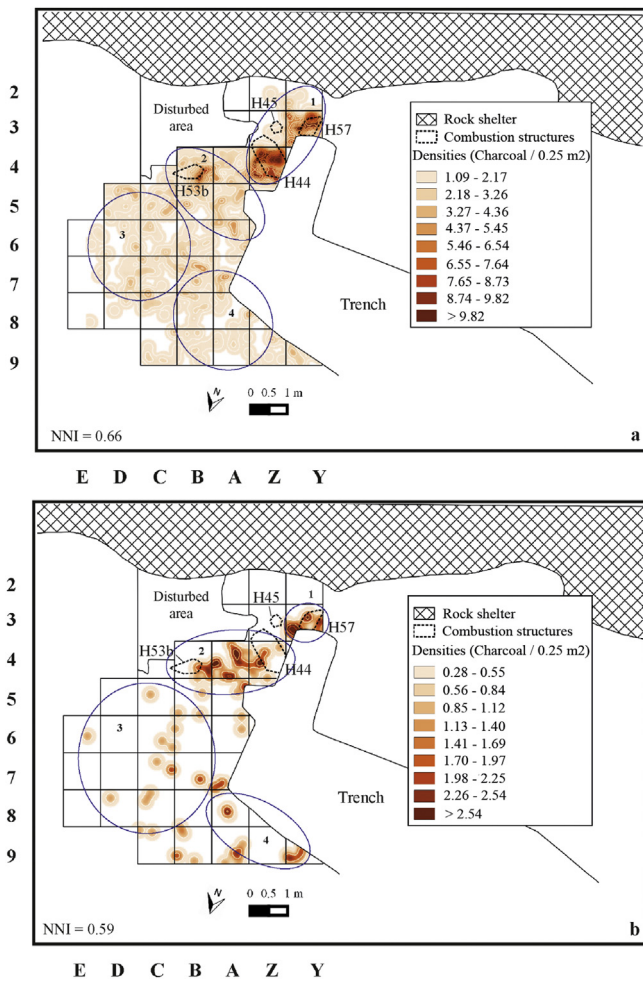 2
H45
1
Disturbed
area
3
H57
Rock shelter
Combustion structures
Densities (Charcoal / 0.25 m2)
1.09 - 2.17
2.18 - 3.26
3.27 - 4.36
4.37 - 5.45
5.46 - 6.54
6.55 - 7.64
7.65 - 8.73
8.74 - 9.82
> 9.82
2
4
H53b
H44
5
3
6
7
Trench
4
8
9
N
0 0.5 1 m
NNI = 0.66
a
E D C B A Z Y
2
H45
1
Disturbed
area
3
H57
Rock shelter
Combustion structures
Densities (Charcoal / 0.25 m2)
0.28 - 0.55
0.56 - 0.84
0.85 - 1.12
1.13 - 1.40
1.41 - 1.69
1.70 - 1.97
1.98 - 2.25
2.26 - 2.54
> 2.54
H53b
2
4
H44
5
3
6
7
Trench
8
4
9
N
0 0.5 1 m
NNI = 0.59
b
E D C B A Z Y